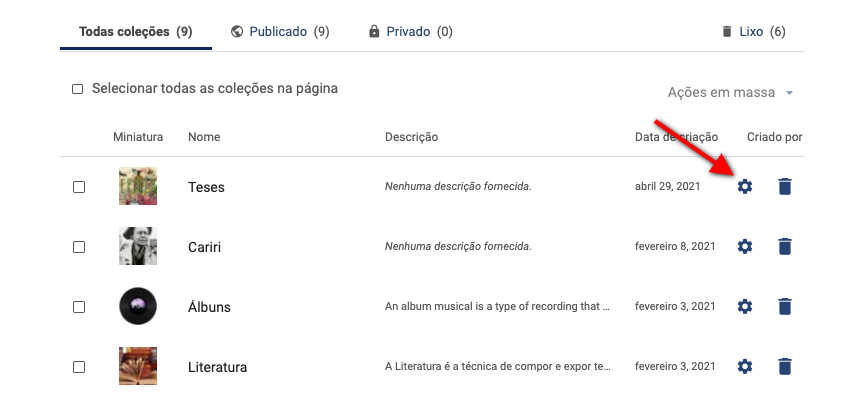 Todas coleções (9) Publicado (9) Privado (0) Lixo (6)
Selecionar todas as coleções na página
Ações em massa
Miniatura Nome Descrição Data de criação Criado por
Teses Nenhuma descrição fornecida. abril 29, 2021
Cariri Nenhuma descrição fornecida. fevereiro 8, 2021
Álbuns An album musical is a type of recording that ... fevereiro 3, 2021
Literatura A Literatura é a técnica de compor e expor te... fevereiro 3, 2021